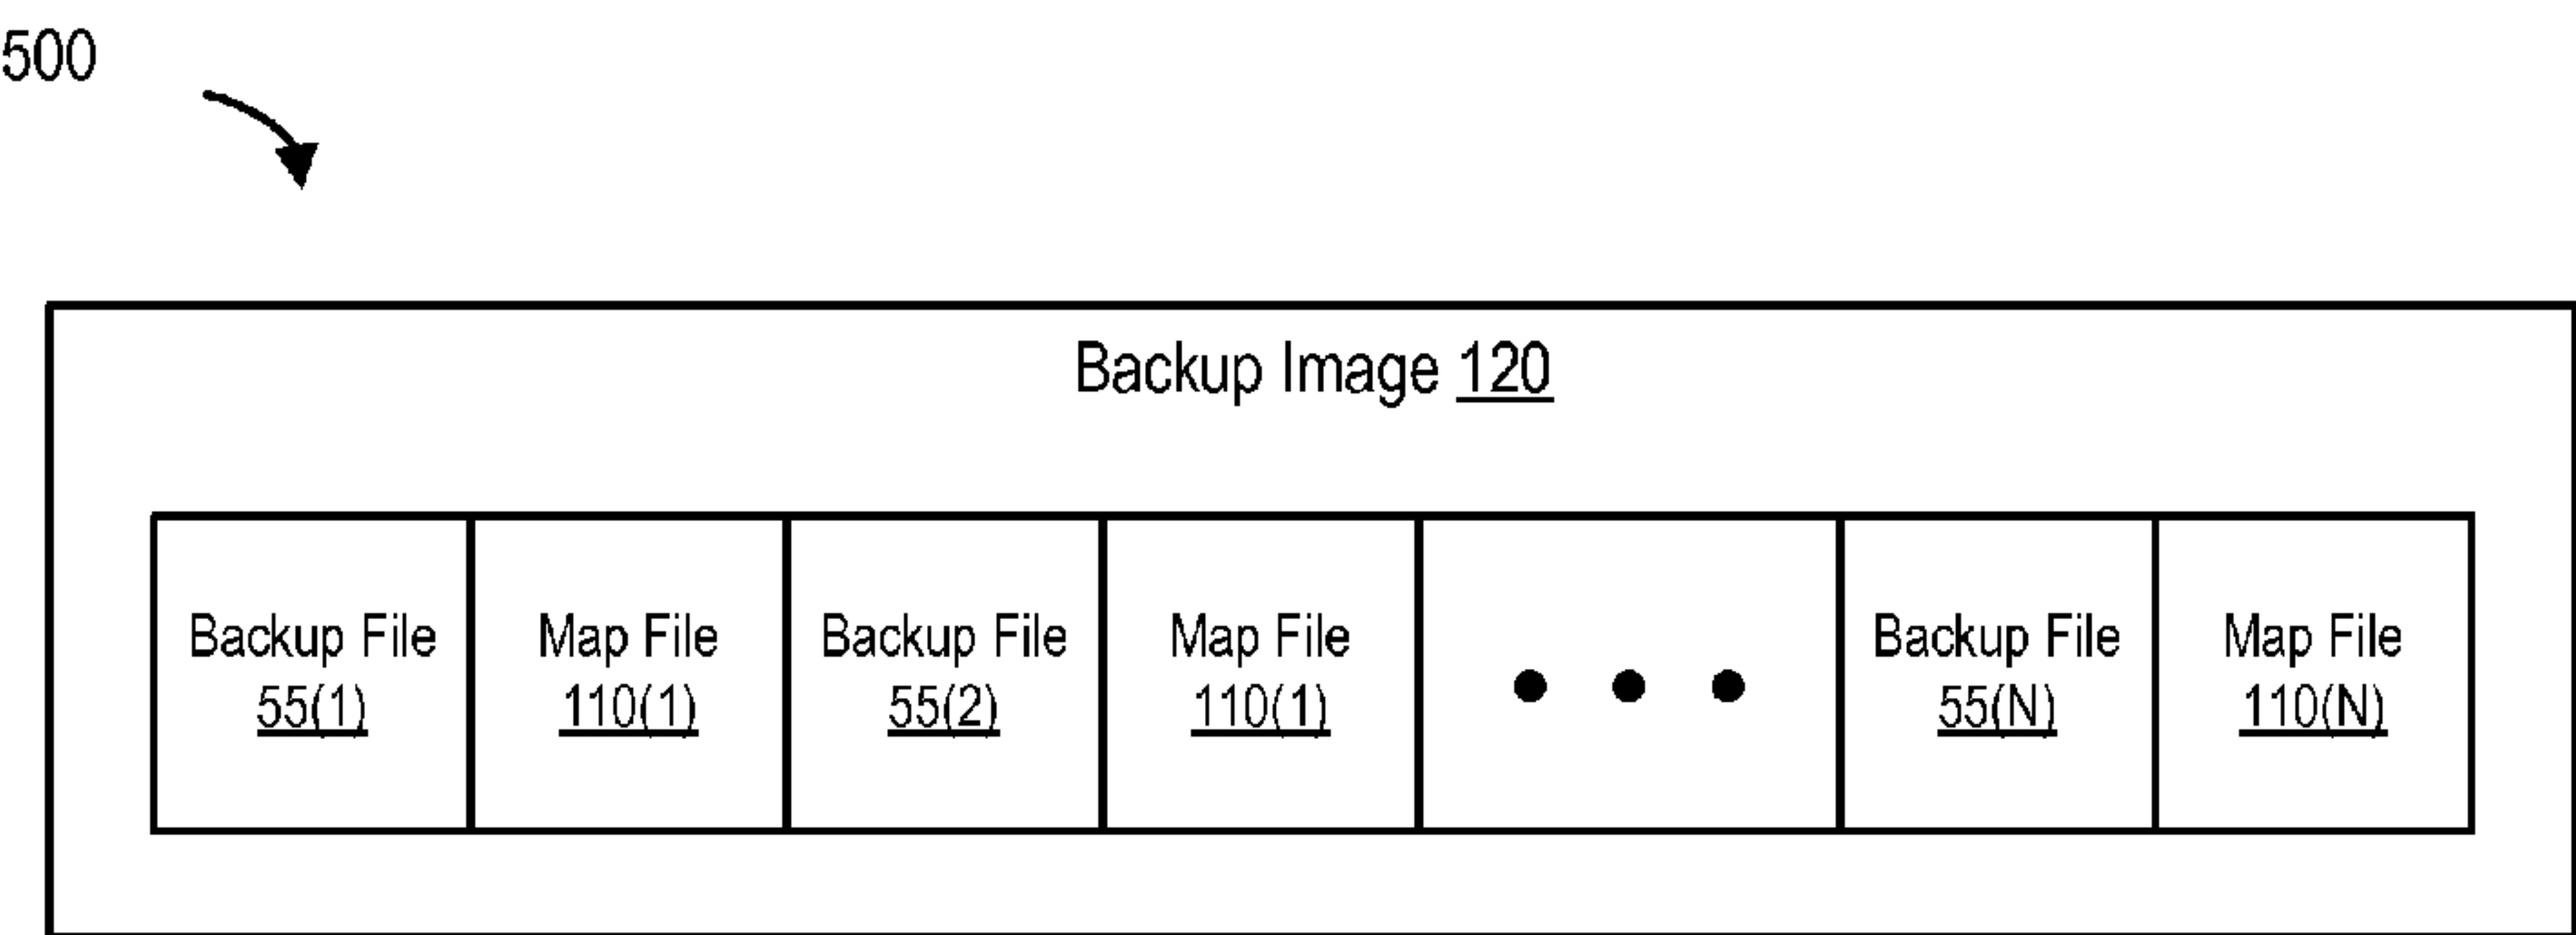 500
Backup Image 120
Backup File
55(1)
Map File
110(1)
Backup File
55(2)
Map File
110(1)
Backup File
55(N)
Map File
110(N)